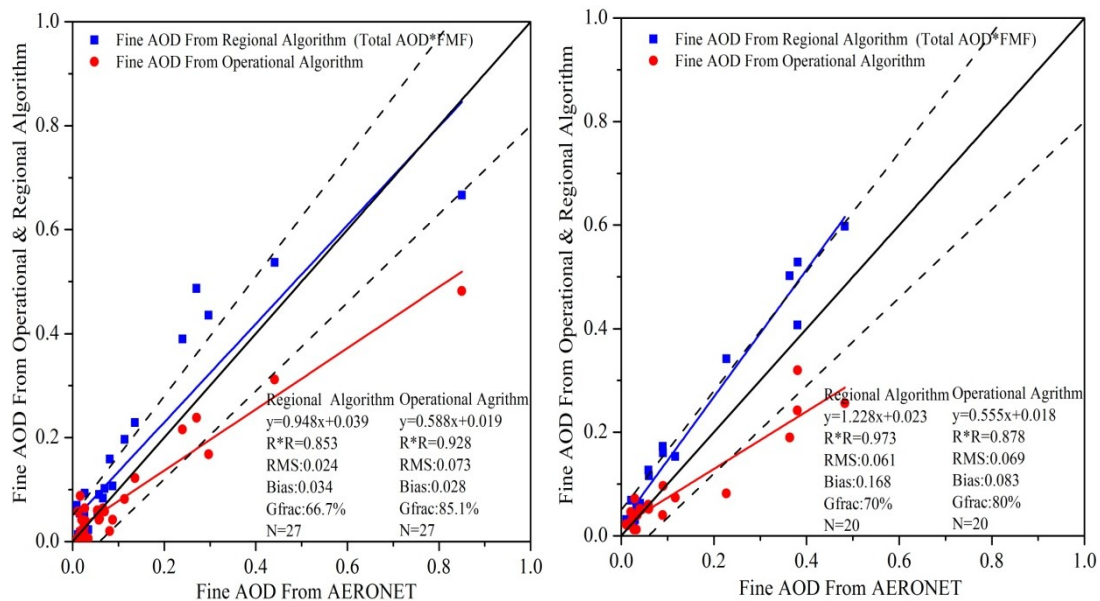 Fine AOD From Operational & Regional Algorithm
1.0
0.8
0.6
0.4
0.2
0.0
Fine AOD From Regional Algorithm (Total AOD*FMF)
Fine AOD From Operational Algorithm
Regional Algorithm Operational Agrithm
y=0.948x+0.039 y=0.588x+0.019
R*R=0.853 R*R=0.928
RMS:0.024 RMS:0.073
Bias:0.034 Bias:0.028
Gfrac:66.7% Gfrac:85.1%
N=27 N=27
0.0 0.2 0.4 0.6 0.8 1.0
Fine AOD From AERONET
Fine AOD From Operational & Regional Algorithm
1.0
0.8
0.6
0.4
0.2
0.0
Fine AOD From Regional Algorithm (Total AOD*FMF)
Fine AOD From Operational Algorithm
Regional Algorithm Operational Algorithm
y=1.228x+0.023 y=0.555x+0.018
R*R=0.973 R*R=0.878
RMS:0.061 RMS:0.069
Bias:0.168 Bias:0.083
Gfrac:70% Gfrac:80%
N=20 N=20
0.0 0.2 0.4 0.6 0.8 1.0
Fine AOD From AERONET